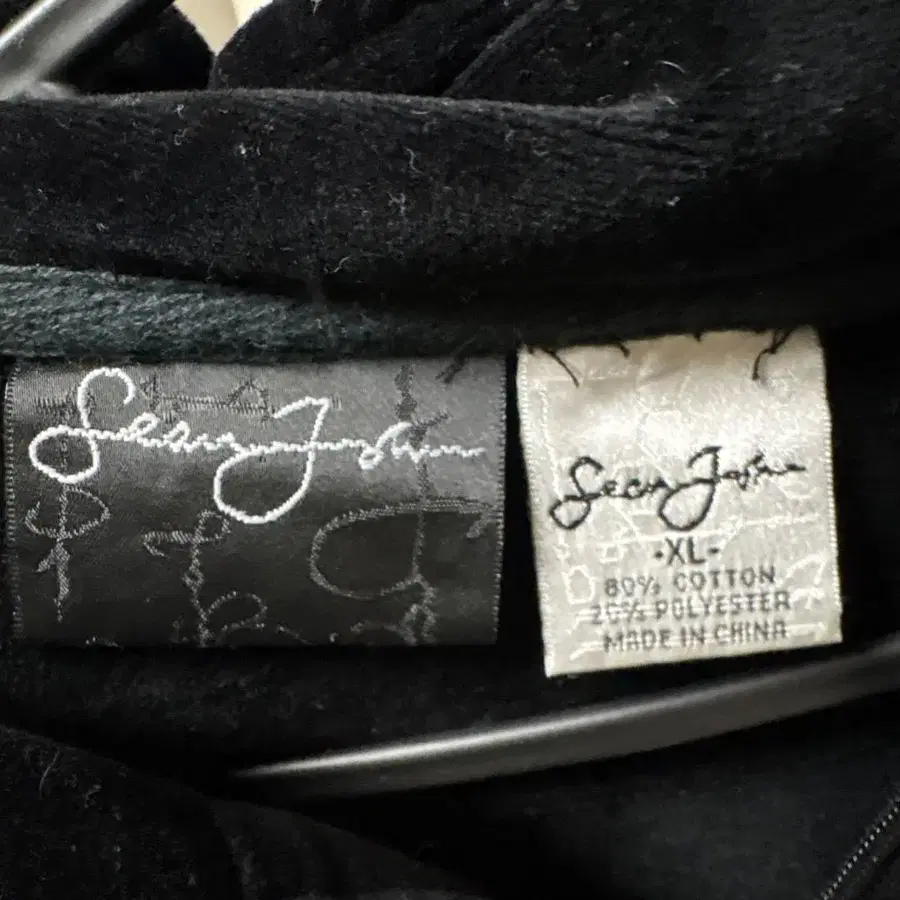 Sean John
Sean John
-XL-
80% COTTON
20% POLYESTER
MADE IN CHINA